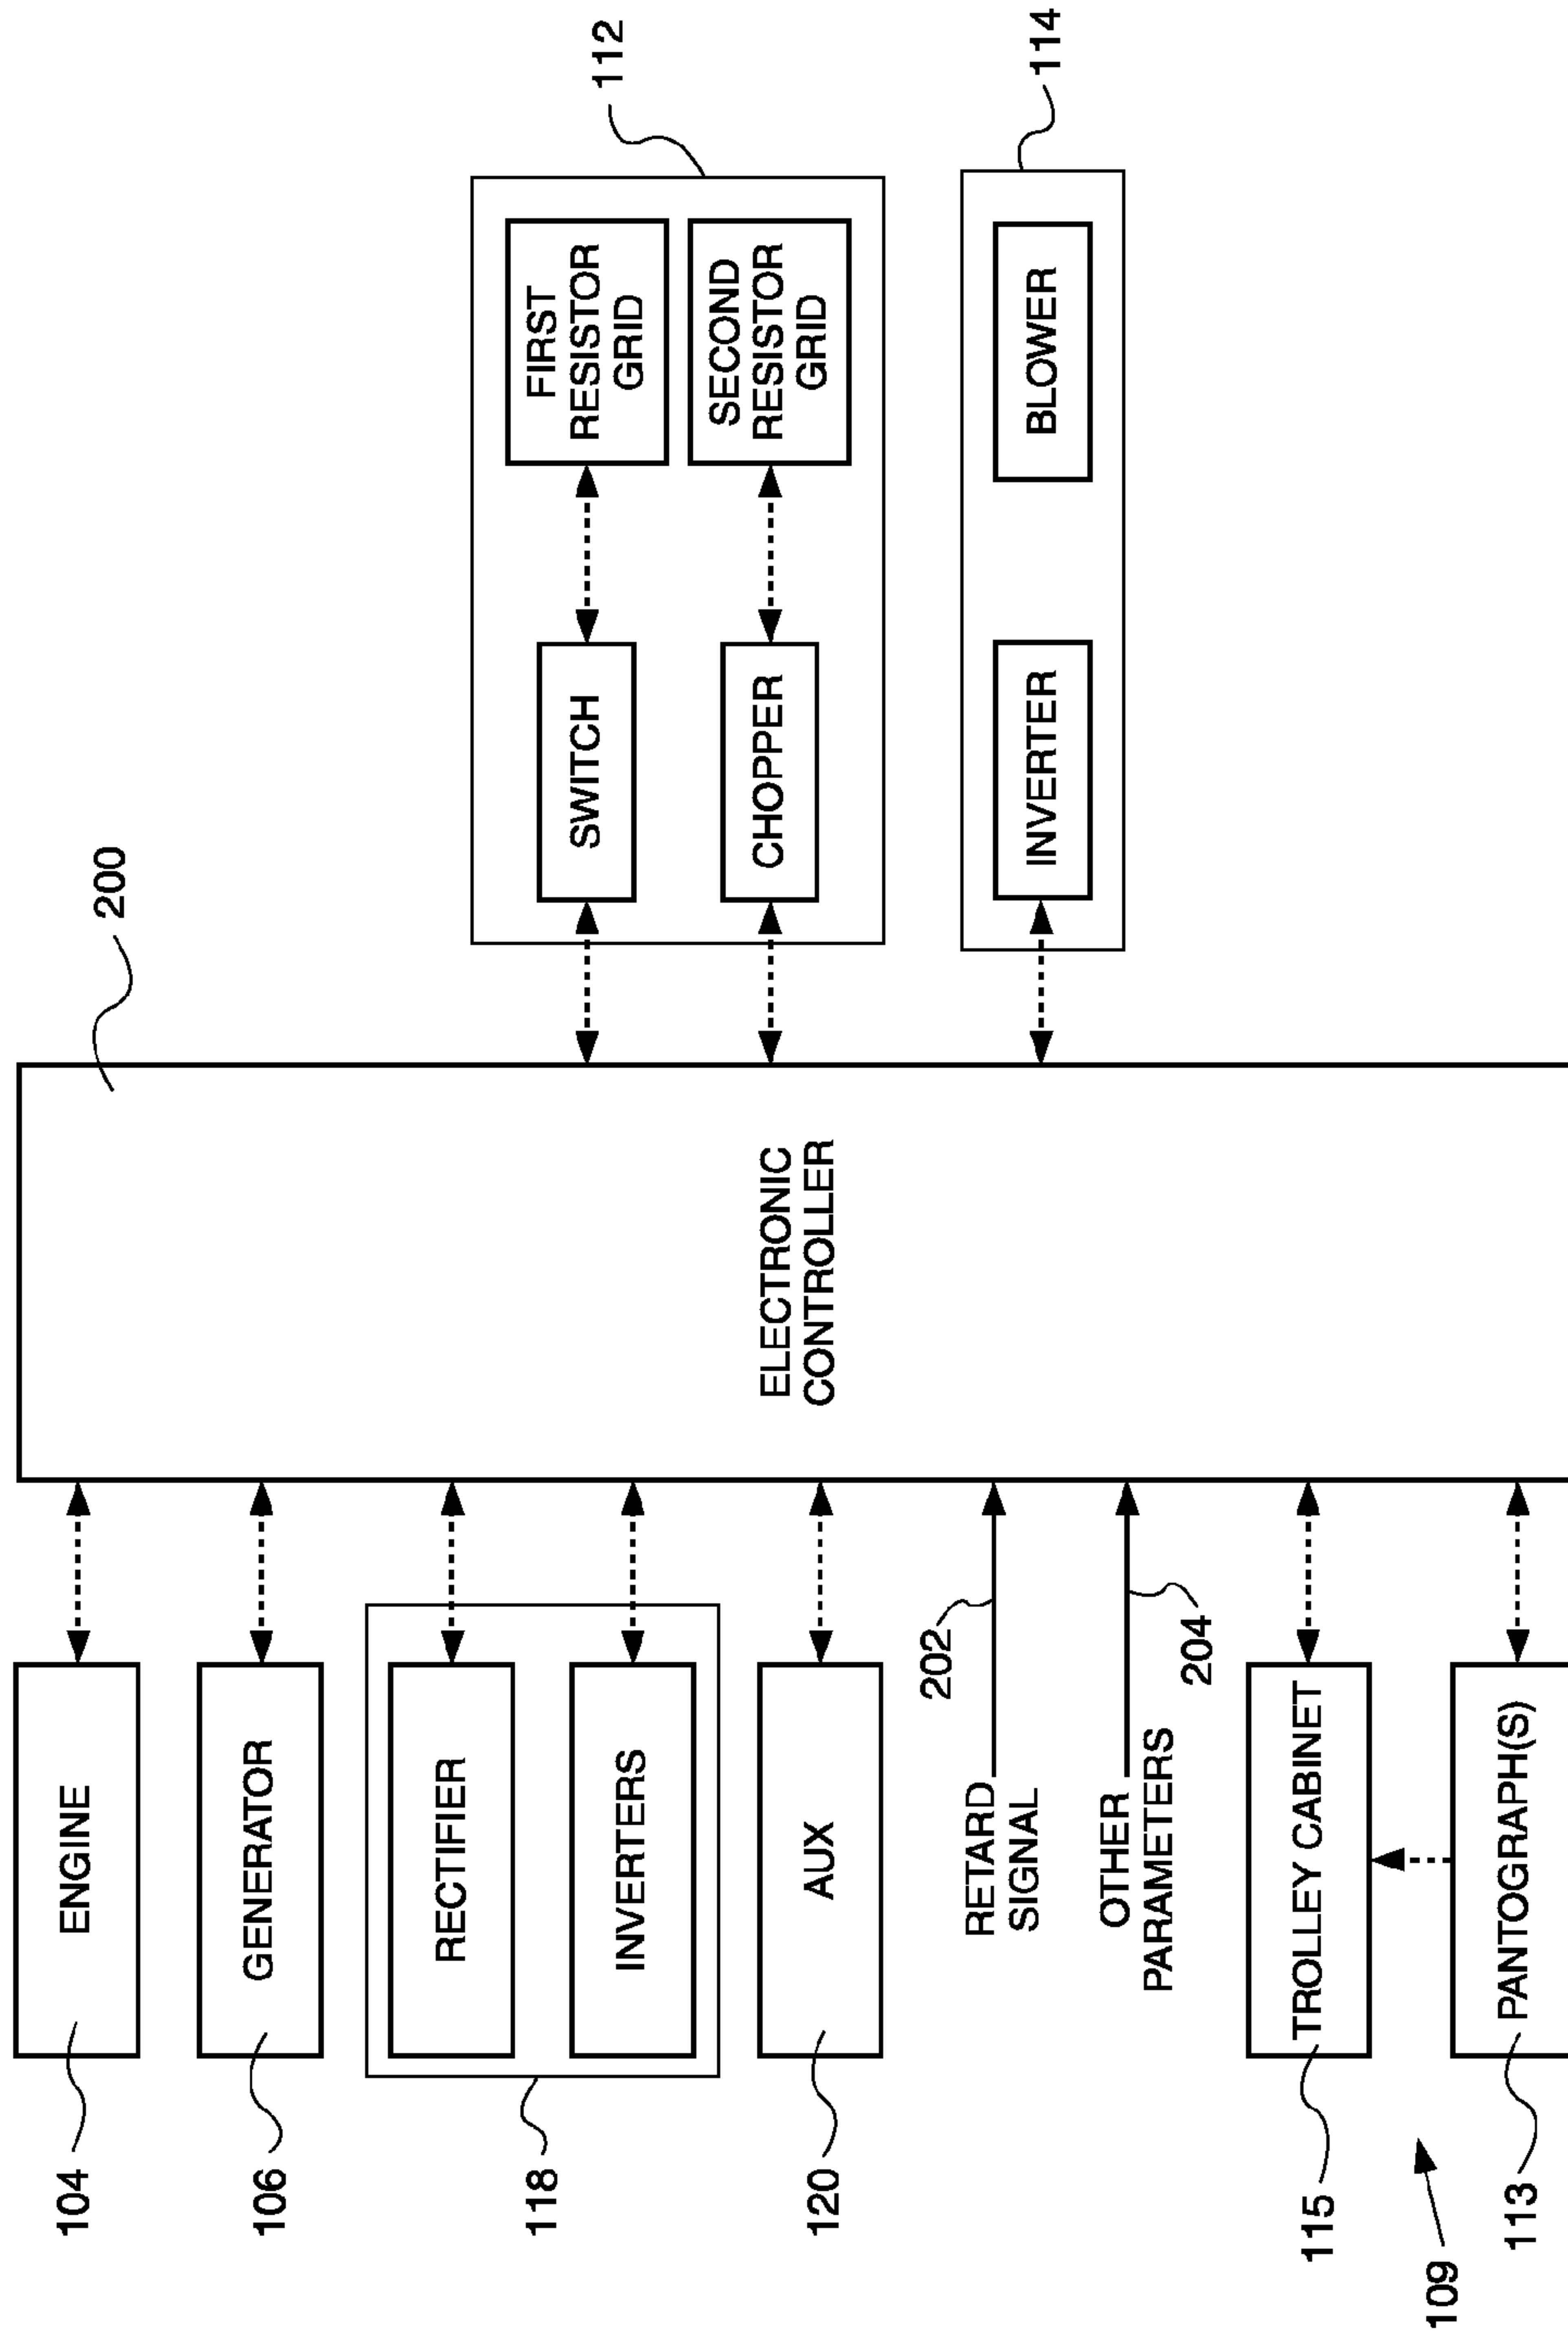 104
ENGINE
106
GENERATOR
118
RECTIFIER
INVERTERS
120
AUX
RETARD
SIGNAL
202
OTHER
PARAMETERS
204
115
TROLLEY CABINET
109
113
PANTOGRAPH(S)
200
ELECTRONIC
CONTROLLER
112
SWITCH
FIRST
RESISTOR
GRID
CHOPPER
SECOND
RESISTOR
GRID
114
INVERTER
BLOWER